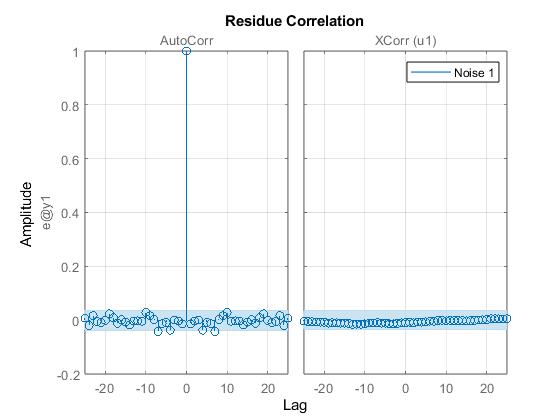 Residue Correlation
AutoCorr
XCorr (u1)
Noise 1
1
0.8
0.6
0.4
0.2
0
-0.2
Amplitude
e@y1
-20 -10 0 10 20
-20 -10 0 10 20
Lag